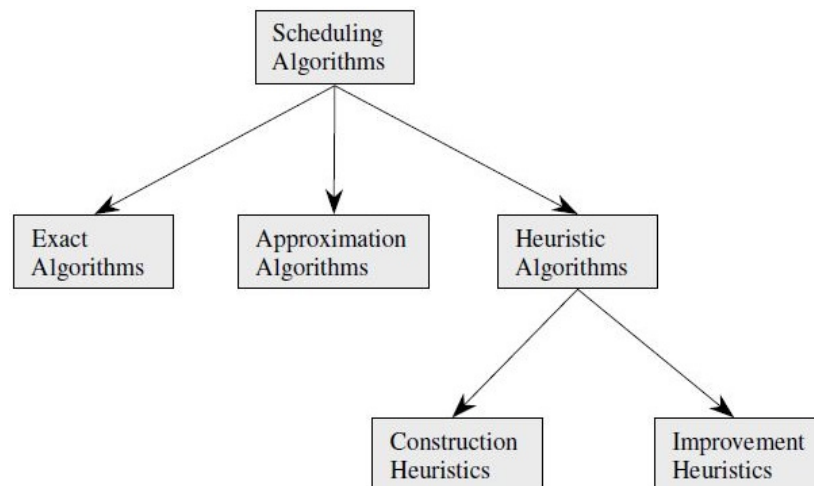 Scheduling
Algorithms
Exact
Algorithms
Approximation
Algorithms
Heuristic
Algorithms
Construction
Heuristics
Improvement
Heuristics